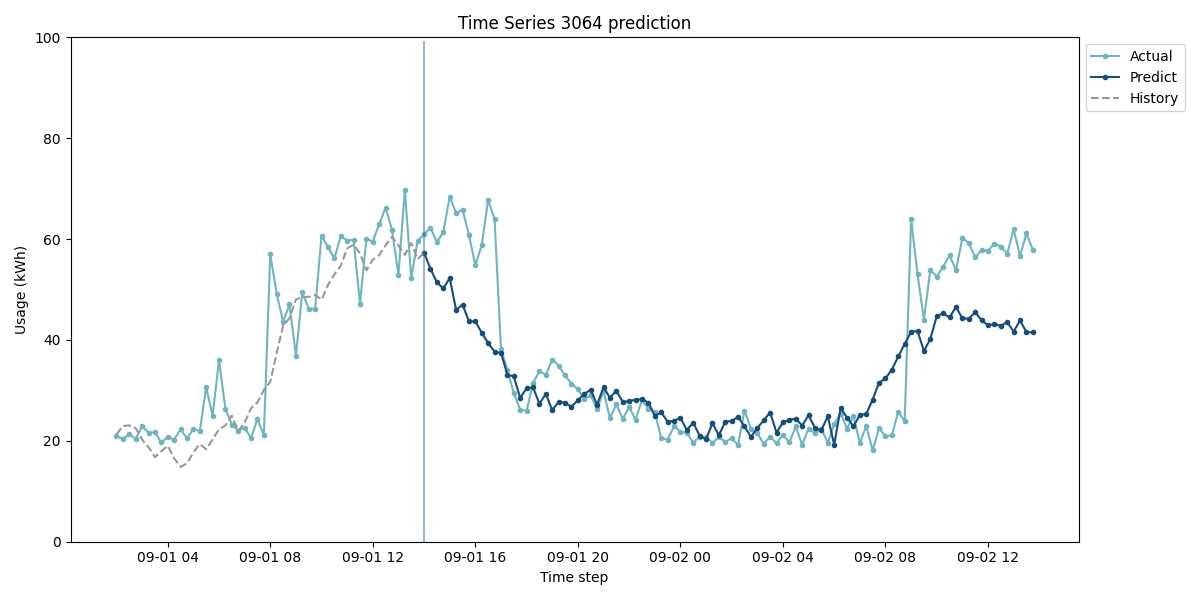 Time Series 3064 prediction
100
80
60
40
20
0
Usage (kWh)
09-01 04
09-01 08
09-01 12
09-01 16
09-01 20
09-02 00
09-02 04
09-02 08
09-02 12
Time step
Actual
Predict
History